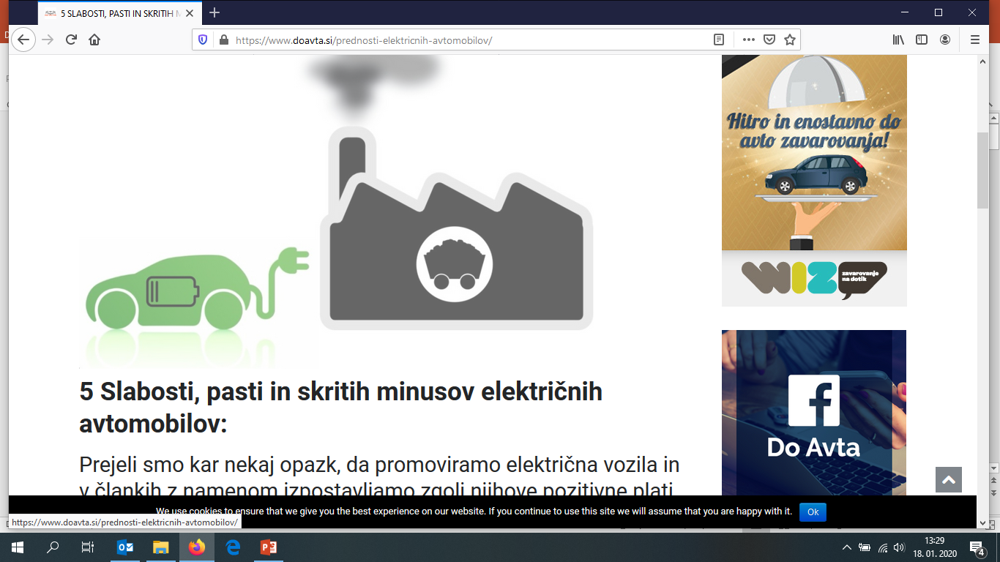 5 SLABOSTI, PASTI IN SKRITIH M
https://www.doavta.si/prednosti-elektricnih-avtomobilov/
Hitro in enostavno do
avto zavarovanja!
WIZ
zavarovanje
na dotik
5 Slabosti, pasti in skritih minusov električnih
avtomobilov:
Prejeli smo kar nekaj opazk, da promoviramo električna vozila in
v člankih z namenom izpostavljamo zgolj njihove pozitivne plati
Do Avta
We use cookies to ensure that we give you the best experience on our website. If you continue to use this site we will assume that you are happy with it.
Ok
https://www.doavta.si/prednosti-elektricnih-avtomobilov/
13:29
18. 01. 2020
4